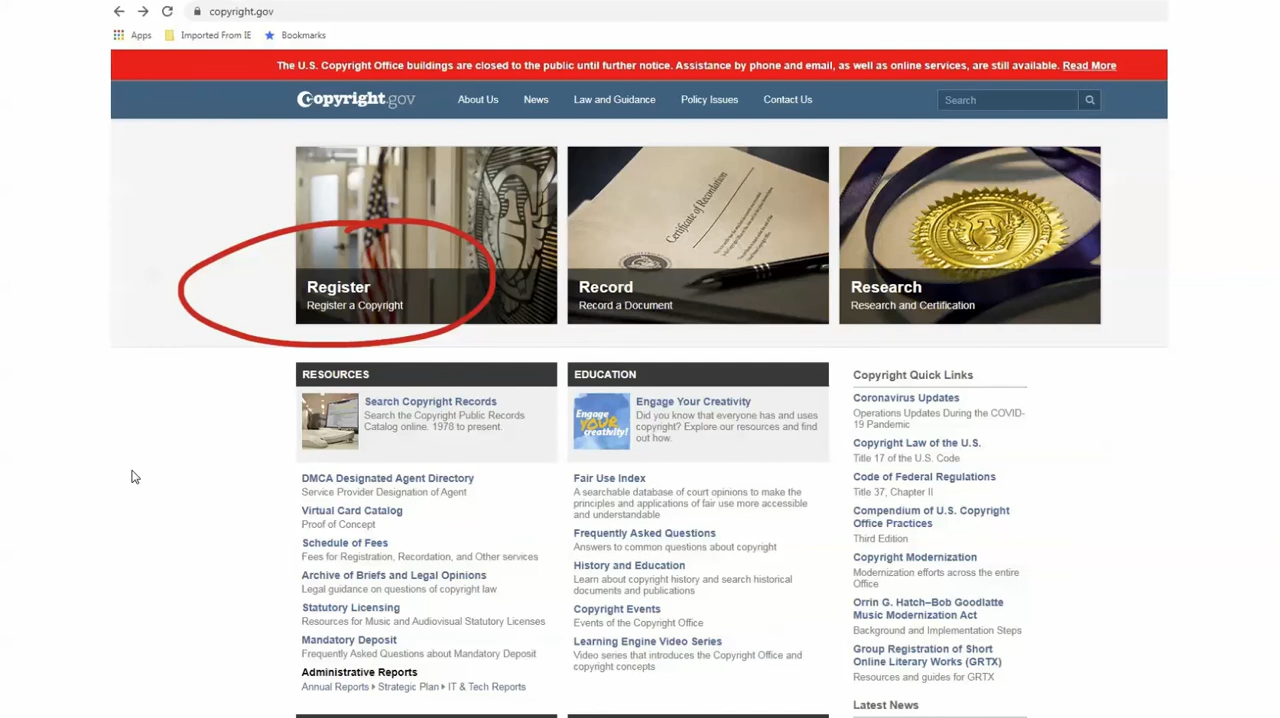 copyright.gov
Apps Imported From IE Bookmarks
The U.S. Copyright Office buildings are closed to the public until further notice. Assistance by phone and email, as well as online services, are still available. Read More
Copyright.gov About Us News Law and Guidance Policy Issues Contact Us Search
Certificate of Recordation
Register
Register a Copyright
Record
Record a Document
Research
Research and Certification
RESOURCES
Search Copyright Records
Search the Copyright Public Records
Catalog online. 1978 to present.
DMCA Designated Agent Directory
Service Provider Designation of Agent
Virtual Card Catalog
Proof of Concept
Schedule of Fees
Fees for Registration, Recordation, and Other services
Archive of Briefs and Legal Opinions
Legal guidance on questions of copyright law
Statutory Licensing
Resources for Music and Audiovisual Statutory Licenses
Mandatory Deposit
Frequently Asked Questions about Mandatory Deposit
Administrative Reports
Annual Reports Strategic Plan IT & Tech Reports
EDUCATION
Engage
YOUR
creativity!
Engage Your Creativity
Did you know that everyone has and uses
copyright? Explore our resources and find
out how.
Fair Use Index
A searchable database of court opinions to make the
principles and applications of fair use more accessible
and understandable
Frequently Asked Questions
Answers to common questions about copyright
History and Education
Learn about copyright history and search historical
documents and publications
Copyright Events
Events of the Copyright Office
Learning Engine Video Series
Video series that introduces the Copyright Office and
copyright concepts
Copyright Quick Links
Coronavirus Updates
Operations Updates During the COVID-
19 Pandemic
Copyright Law of the U.S.
Title 17 of the U.S. Code
Code of Federal Regulations
Title 37, Chapter II
Compendium of U.S. Copyright
Office Practices
Third Edition
Copyright Modernization
Modernization efforts across the entire
Office
Orrin G. Hatch–Bob Goodlatte
Music Modernization Act
Background and Implementation Steps
Group Registration of Short
Online Literary Works (GRTX)
Resources and guides for GRTX
Latest News